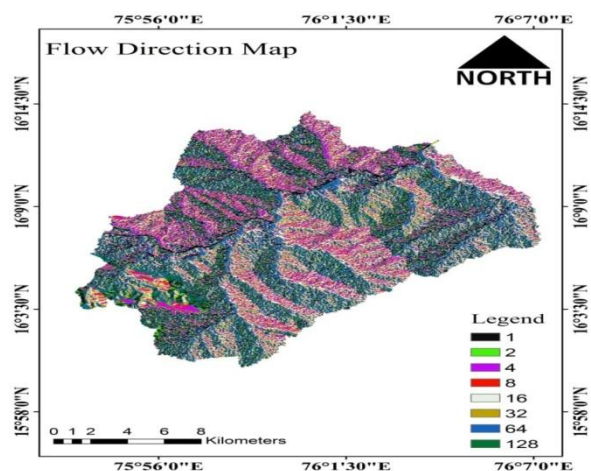 75°56'0"E 76°1'30"E 76°7'0"E
Flow Direction Map
NORTH
16°14'30"N
16°14'30"N
16°9'0"N
16°9'0"N
16°3'30"N
16°3'30"N
15°58'0"N
15°58'0"N
Legend
1
2
4
8
16
32
64
128
0 1 2 4 6 8
Kilometers
75°56'0"E 76°1'30"E 76°7'0"E